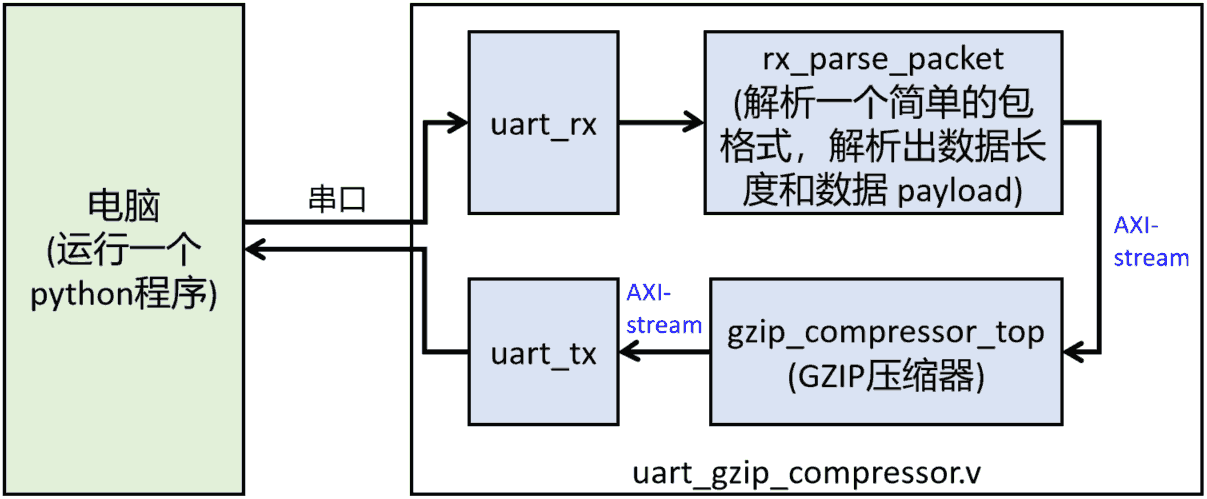 电脑
(运行一个
python程序)
串口
uart_rx
rx_parse_packet
(解析一个简单的包
格式，解析出数据长
度和数据 payload)
AXI-
stream
gzip_compressor_top
(GZIP压缩器)
AXI-
stream
uart_tx
uart_gzip_compressor.v